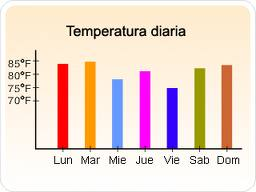 Temperatura diaria
85°F
80°F
75°F
70°F
Lun Mar Mie Jue Vie Sab Dom